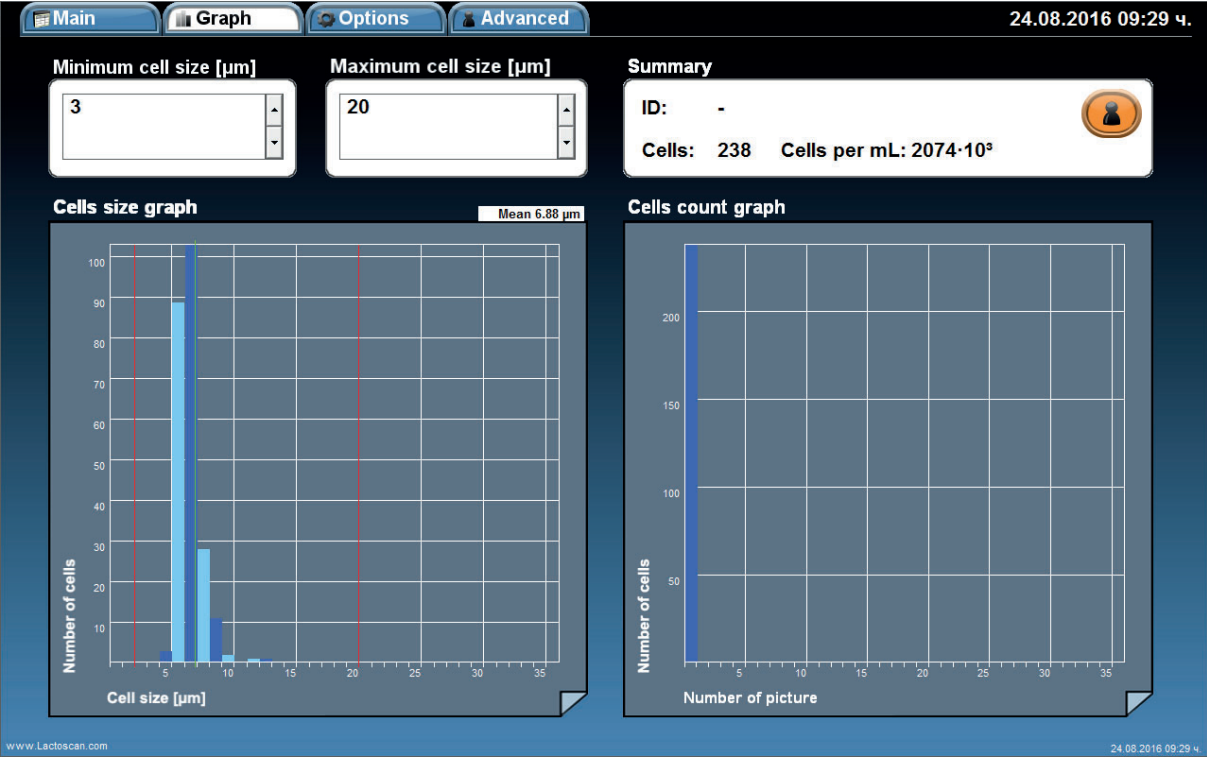 Main Graph Options Advanced 24.08.2016 09:29 ч.
Minimum cell size [µm] Maximum cell size [µm] Summary
3 20 ID: -
Cells: 238 Cells per mL: 2074·10³
Cells size graph Mean 6.88 µm Cells count graph
100
90
80
70
60
50
40
30
20
10
Number of cells
5 10 15 20 25 30 35
Cell size [µm]
200
150
100
50
Number of cells
5 10 15 20 25 30 35
Number of picture
www.Lactoscan.com 24.08.2016 09:29 ч.